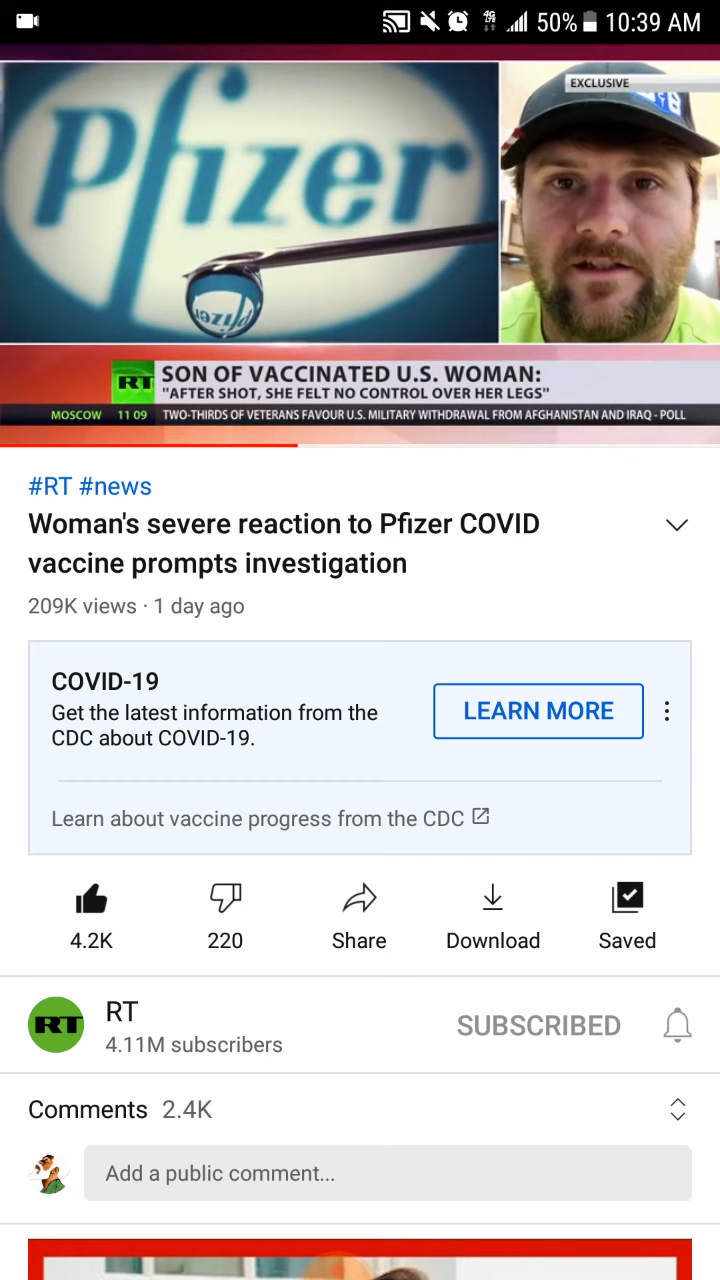 4G
LTE
50%
10:39 AM
Pfizer
EXCLUSIVE
Pfizer
RT
SON OF VACCINATED U.S. WOMAN:
"AFTER SHOT, SHE FELT NO CONTROL OVER HER LEGS"
MOSCOW 11 09 TWO-THIRDS OF VETERANS FAVOUR U.S. MILITARY WITHDRAWAL FROM AFGHANISTAN AND IRAQ - POLL
#RT #news
Woman's severe reaction to Pfizer COVID
vaccine prompts investigation
209K views · 1 day ago
COVID-19
Get the latest information from the
CDC about COVID-19.
LEARN MORE
Learn about vaccine progress from the CDC
4.2K
220
Share
Download
Saved
RT
RT
4.11M subscribers
SUBSCRIBED
Comments 2.4K
Add a public comment...